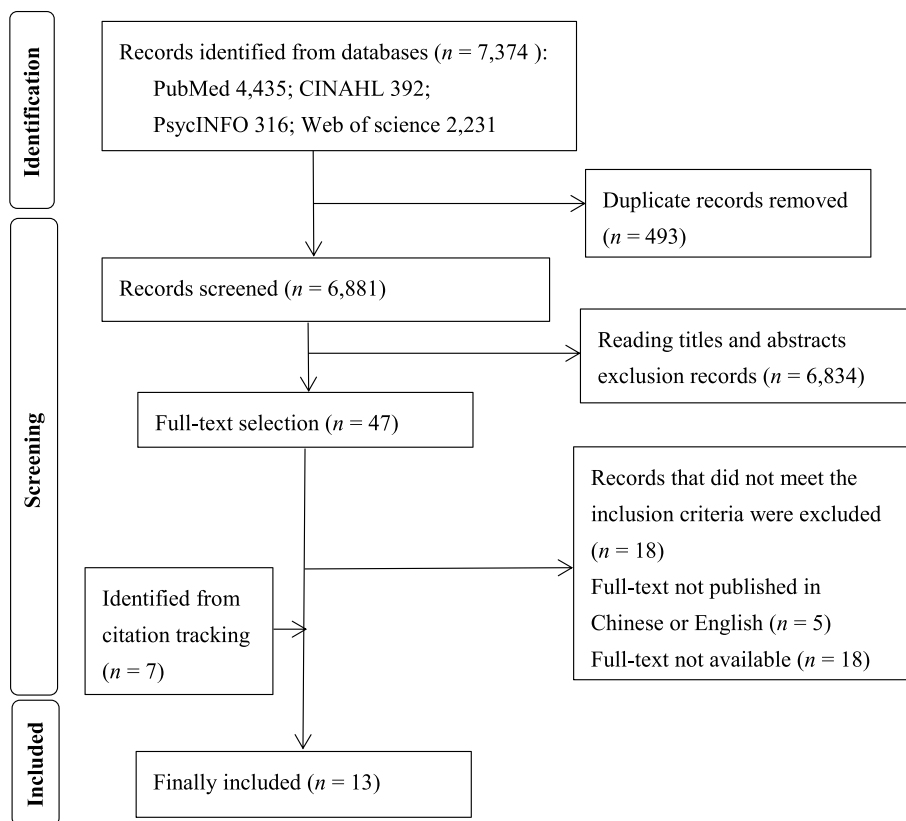 Identification
Records identified from databases (n = 7,374 ):
PubMed 4,435; CINAHL 392;
PsycINFO 316; Web of science 2,231
Duplicate records removed
(n = 493)
Screening
Records screened (n = 6,881)
Reading titles and abstracts
exclusion records (n = 6,834)
Full-text selection (n = 47)
Records that did not meet the
inclusion criteria were excluded
(n = 18)
Full-text not published in
Chinese or English (n = 5)
Full-text not available (n = 18)
Identified from
citation tracking
(n = 7)
Included
Finally included (n = 13)